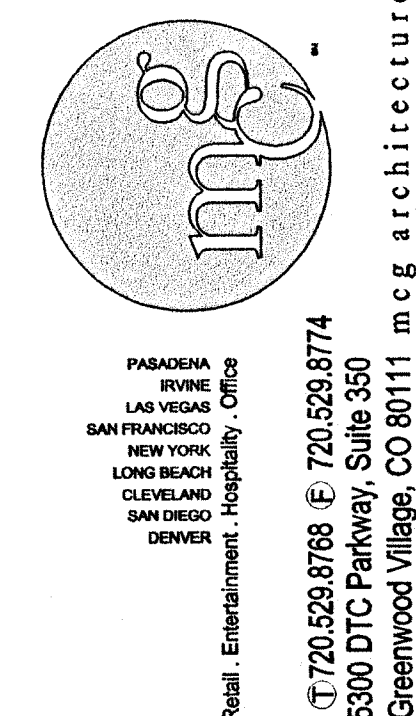 mcg
PASADENA
IRVINE
LAS VEGAS
SAN FRANCISCO
NEW YORK
LONG BEACH
CLEVELAND
SAN DIEGO
DENVER
Retail . Entertainment . Hospitality . Office
Ⓣ 720.529.8768 Ⓕ 720.529.8774
5300 DTC Parkway, Suite 350
Greenwood Village, CO 80111
mcg architecture